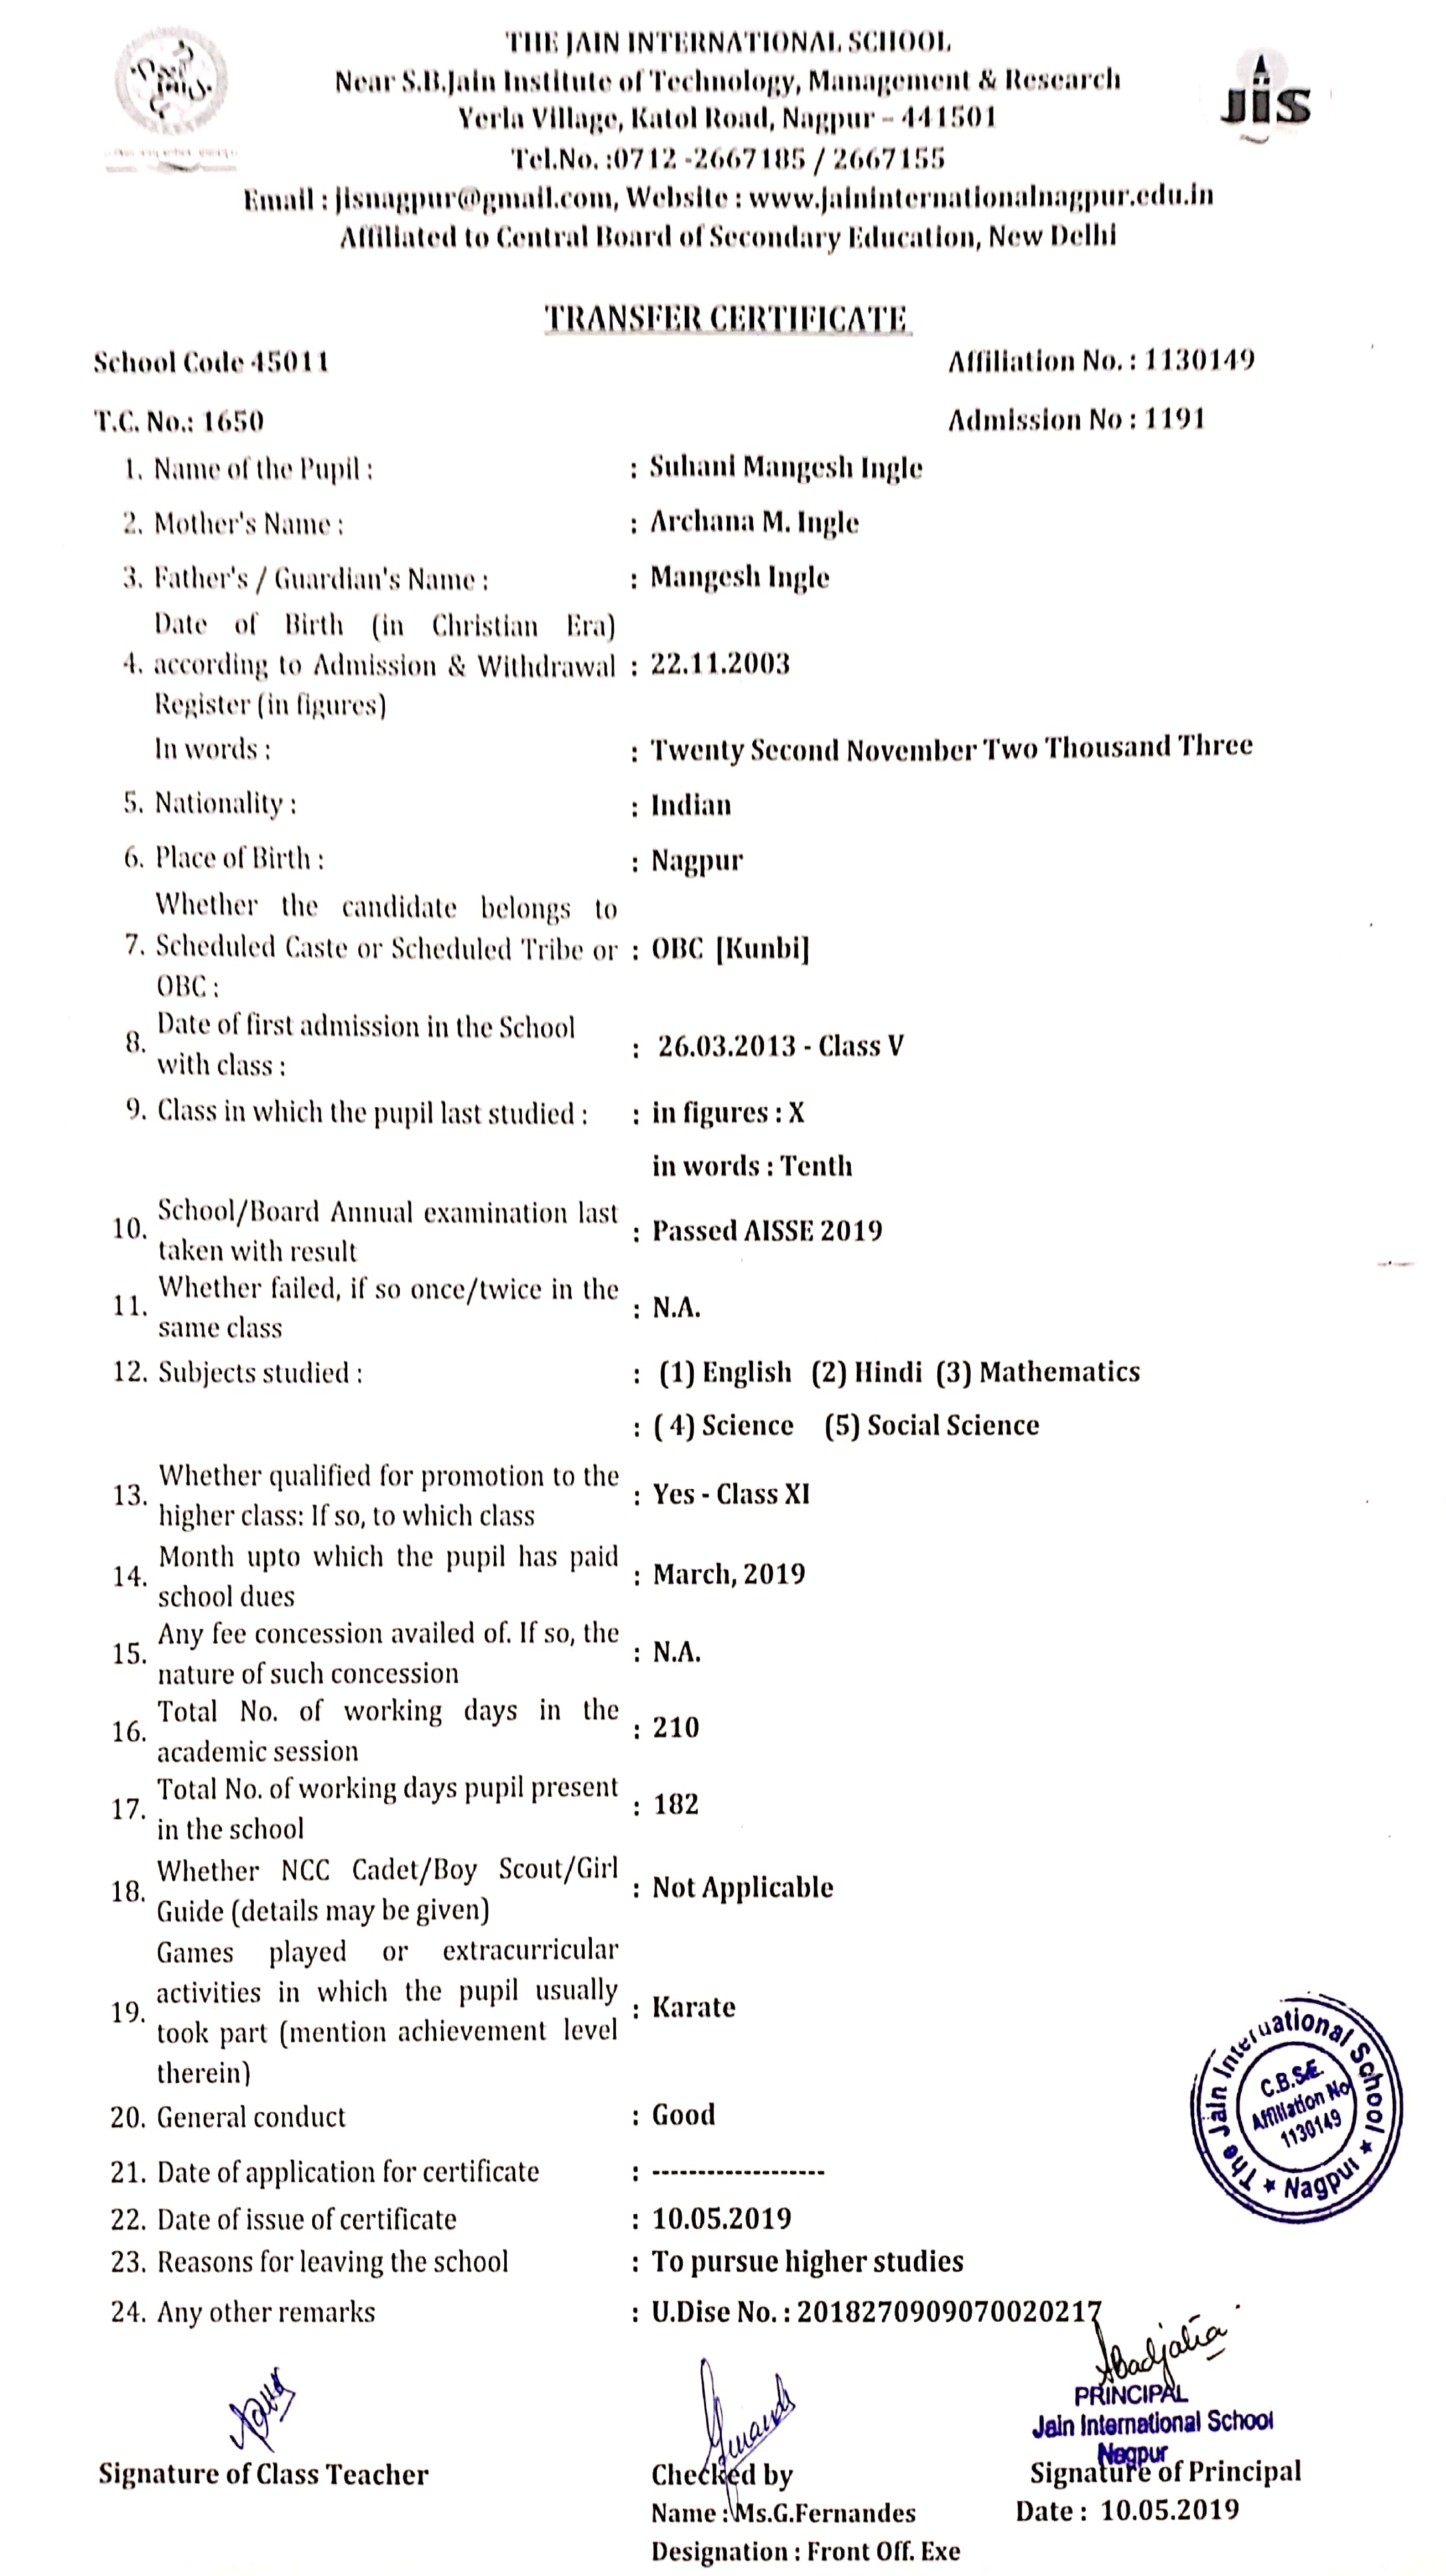 THE JAIN INTERNATIONAL SCHOOL
Near S.B.Jain Institute of Technology, Management & Research
Yerla Village, Katol Road, Nagpur – 441501
Tel.No. :0712 -2667185 / 2667155
Email : jisnagpur@gmail.com, Website : www.jaininternationalnagpur.edu.in
Affiliated to Central Board of Secondary Education, New Delhi
JIS
TRANSFER CERTIFICATE
School Code 45011 Affiliation No. : 1130149
T.C. No.: 1650 Admission No : 1191
1. Name of the Pupil : : Suhani Mangesh Ingle
2. Mother's Name : : Archana M. Ingle
3. Father's / Guardian's Name : : Mangesh Ingle
Date of Birth (in Christian Era)
4. according to Admission & Withdrawal : 22.11.2003
Register (in figures)
In words : : Twenty Second November Two Thousand Three
5. Nationality : : Indian
6. Place of Birth : : Nagpur
Whether the candidate belongs to
7. Scheduled Caste or Scheduled Tribe or : OBC [Kunbi]
OBC :
8. Date of first admission in the School
with class : : 26.03.2013 - Class V
9. Class in which the pupil last studied : : in figures : X
in words : Tenth
10. School/Board Annual examination last
taken with result : Passed AISSE 2019
11. Whether failed, if so once/twice in the
same class : N.A.
12. Subjects studied : : (1) English (2) Hindi (3) Mathematics
: ( 4) Science (5) Social Science
13. Whether qualified for promotion to the
higher class: If so, to which class : Yes - Class XI
14. Month upto which the pupil has paid
school dues : March, 2019
15. Any fee concession availed of. If so, the
nature of such concession : N.A.
16. Total No. of working days in the
academic session : 210
17. Total No. of working days pupil present
in the school : 182
18. Whether NCC Cadet/Boy Scout/Girl
Guide (details may be given) : Not Applicable
Games played or extracurricular
activities in which the pupil usually
19. took part (mention achievement level : Karate
therein)
20. General conduct : Good
21. Date of application for certificate : -------------------
22. Date of issue of certificate : 10.05.2019
23. Reasons for leaving the school : To pursue higher studies
24. Any other remarks : U.Dise No. : 2018270909070020217
The Jain International School ★ Nagpur ★
C.B.S.E.
Affiliation No
1130149
PRINCIPAL
Jain International School
Nagpur
Signature of Class Teacher Checked by Signature of Principal
Name : Ms.G.Fernandes Date : 10.05.2019
Designation : Front Off. Exe